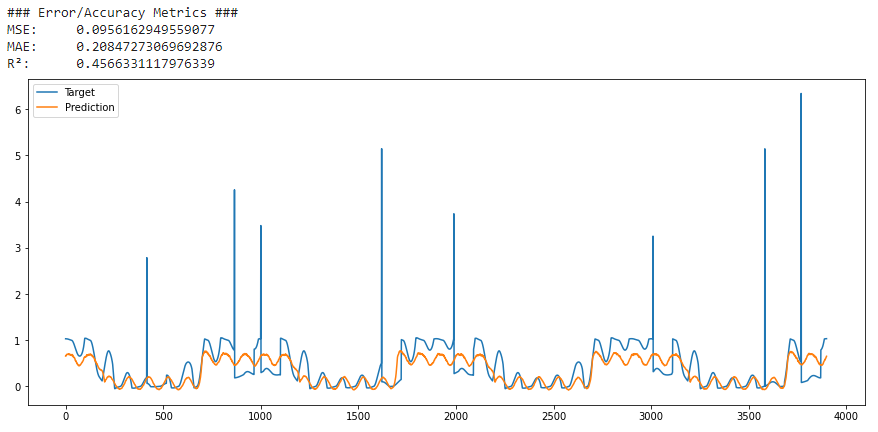 ### Error/Accuracy Metrics ###
MSE: 0.0956162949559077
MAE: 0.20847273069692876
R²: 0.4566331117976339
Target
Prediction
6
5
4
3
2
1
0
0 500 1000 1500 2000 2500 3000 3500 4000